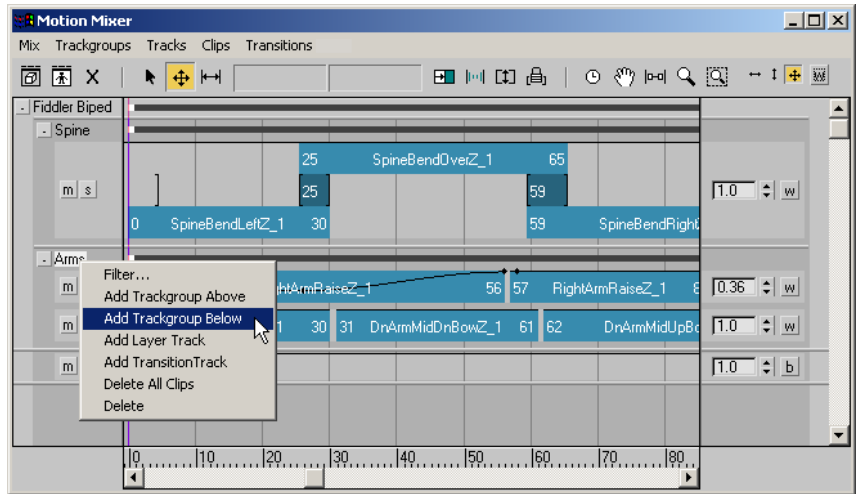 Motion Mixer
Mix Trackgroups Tracks Clips Transitions
Fiddler Biped
Spine
25 SpineBendOverZ_1 65
m s 25 59 1.0 w
0 SpineBendLeftZ_1 30 59 SpineBendRight
Arms
m ghtArmRaiseZ_1 56 57 RightArmRaiseZ_1 8 0.36 w
m 1 30 31 DnArmMidDnBowZ_1 61 62 DnArmMidUpBo 1.0 w
m 1.0 b
Filter...
Add Trackgroup Above
Add Trackgroup Below
Add Layer Track
Add TransitionTrack
Delete All Clips
Delete
0 10 20 30 40 50 60 70 80